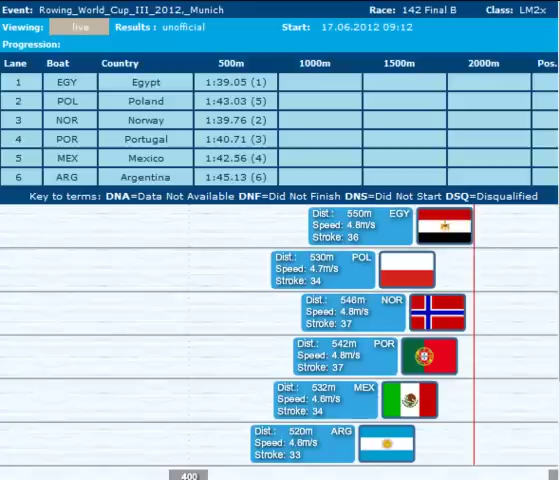 Event: Rowing_World_Cup_III_2012,_Munich Race: 142 Final B Class: LM2x
Viewing: live Results : unofficial Start: 17.06.2012 09:12
Progression:
Lane Boat Country 500m 1000m 1500m 2000m Pos.
1 EGY Egypt 1:39.05 (1)
2 POL Poland 1:43.03 (5)
3 NOR Norway 1:39.76 (2)
4 POR Portugal 1:40.71 (3)
5 MEX Mexico 1:42.56 (4)
6 ARG Argentina 1:45.13 (6)
Key to terms: DNA=Data Not Available DNF=Did Not Finish DNS=Did Not Start DSQ=Disqualified
Dist.: 550m EGY
Speed: 4.8m/s
Stroke: 36
Dist.: 530m POL
Speed: 4.7m/s
Stroke: 34
Dist.: 546m NOR
Speed: 4.8m/s
Stroke: 37
Dist.: 542m POR
Speed: 4.8m/s
Stroke: 37
Dist.: 532m MEX
Speed: 4.6m/s
Stroke: 34
Dist.: 520m ARG
Speed: 4.6m/s
Stroke: 33
400